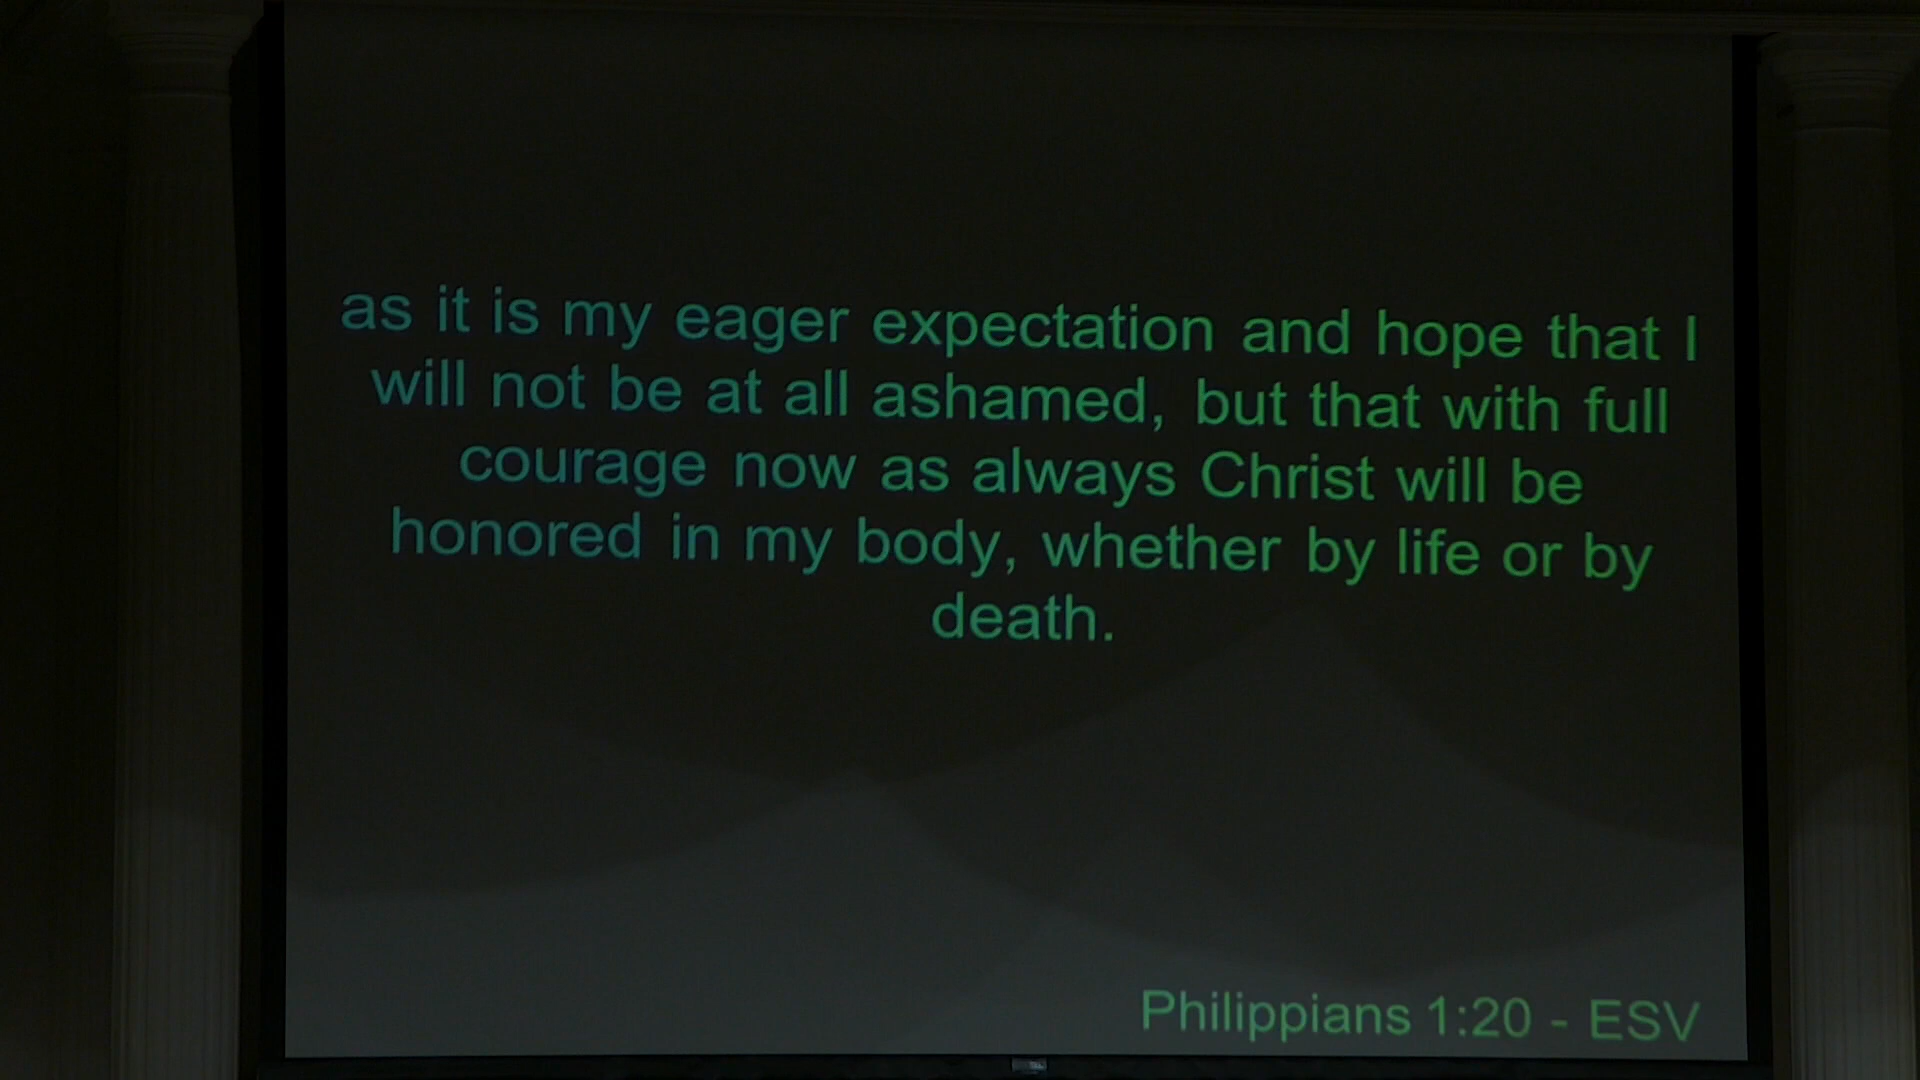 as it is my eager expectation and hope that I
will not be at all ashamed, but that with full
courage now as always Christ will be
honored in my body, whether by life or by
death.
Philippians 1:20 - ESV